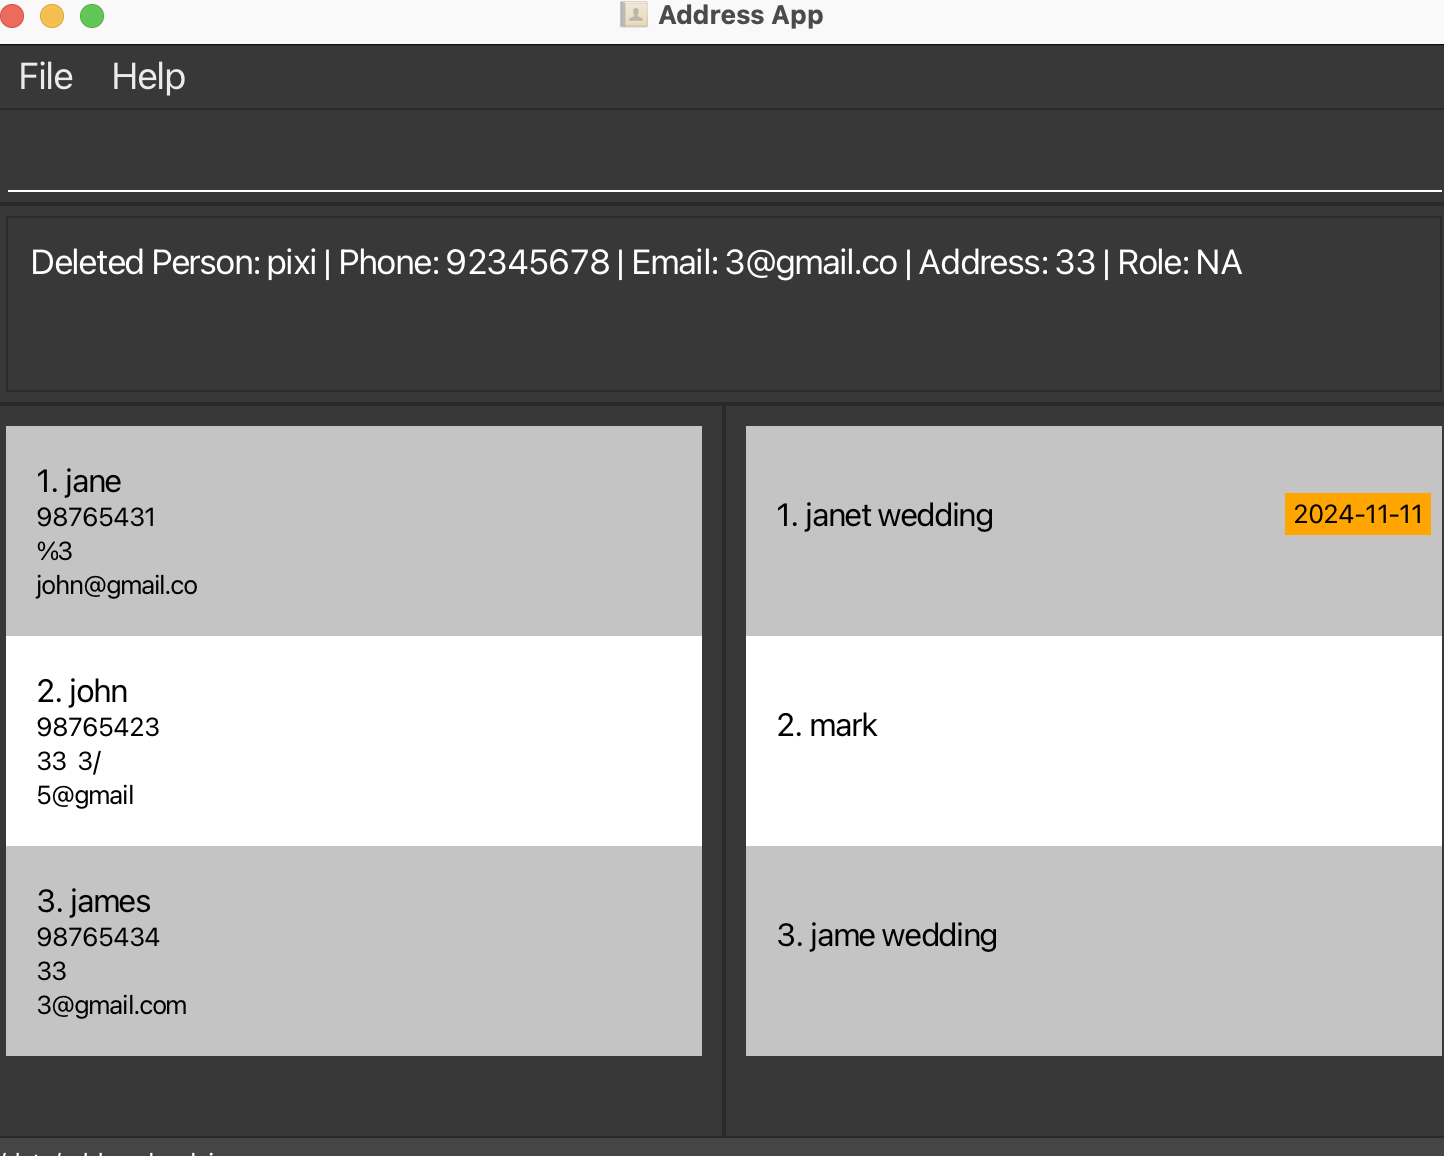 Address App
File Help
Deleted Person: pixi | Phone: 92345678 | Email: 3@gmail.co | Address: 33 | Role: NA
1. jane
98765431
%3
john@gmail.co
2. john
98765423
33 3/
5@gmail
3. james
98765434
33
3@gmail.com
1. janet wedding
2024-11-11
2. mark
3. jame wedding